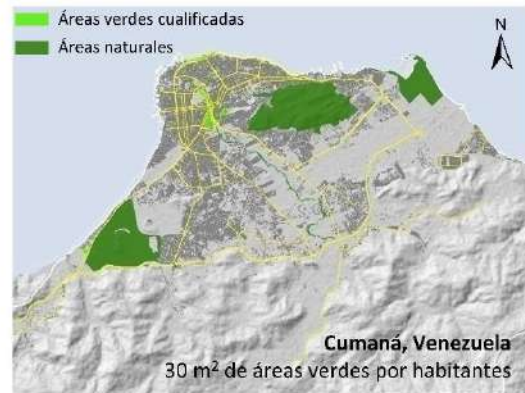 Áreas verdes cualificadas
Áreas naturales
N
Cumaná, Venezuela
30 m² de áreas verdes por habitantes